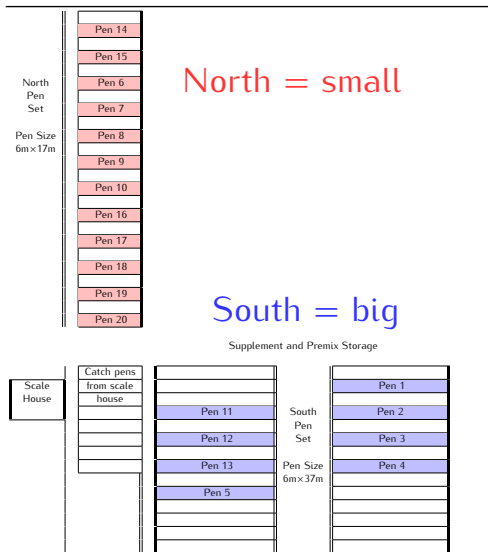 Pen 14
Pen 15
North
Pen
Set
Pen Size
6m×17m
Pen 6
Pen 7
Pen 8
Pen 9
Pen 10
Pen 16
Pen 17
Pen 18
Pen 19
Pen 20
North = small
South = big
Supplement and Premix Storage
Scale
House
Catch pens
from scale
house
Pen 11
Pen 12
Pen 13
Pen 5
South
Pen
Set
Pen Size
6m×37m
Pen 1
Pen 2
Pen 3
Pen 4